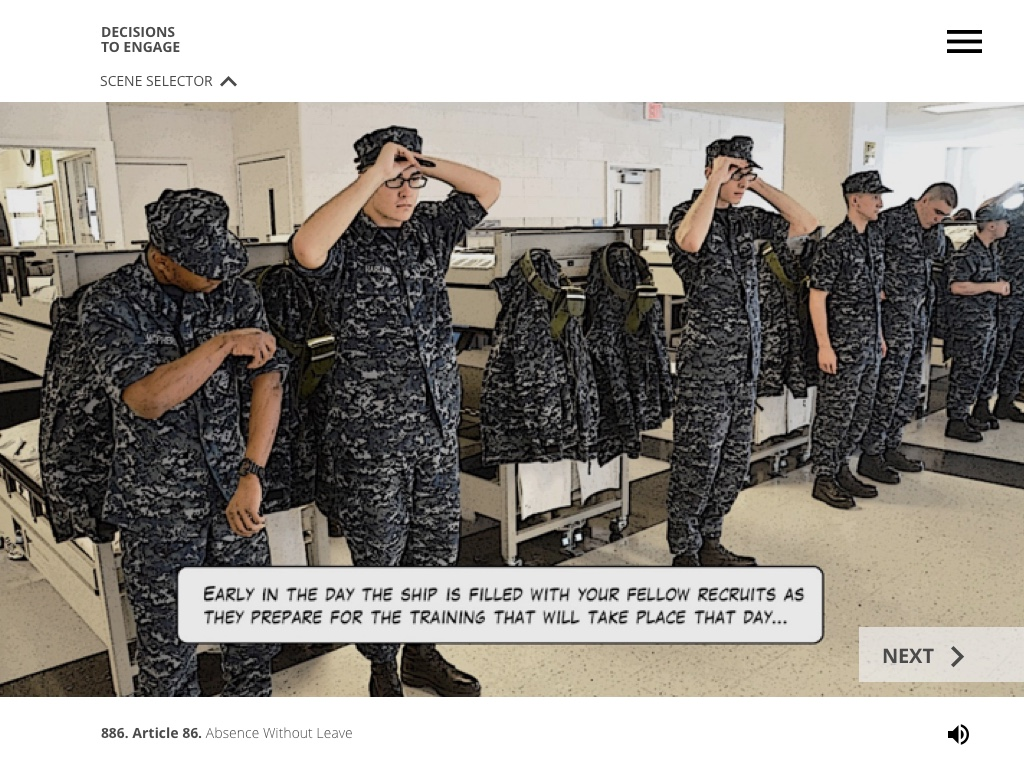 DECISIONS
TO ENGAGE
SCENE SELECTOR
EARLY IN THE DAY THE SHIP IS FILLED WITH YOUR FELLOW RECRUITS AS
THEY PREPARE FOR THE TRAINING THAT WILL TAKE PLACE THAT DAY...
NEXT
886. Article 86. Absence Without Leave